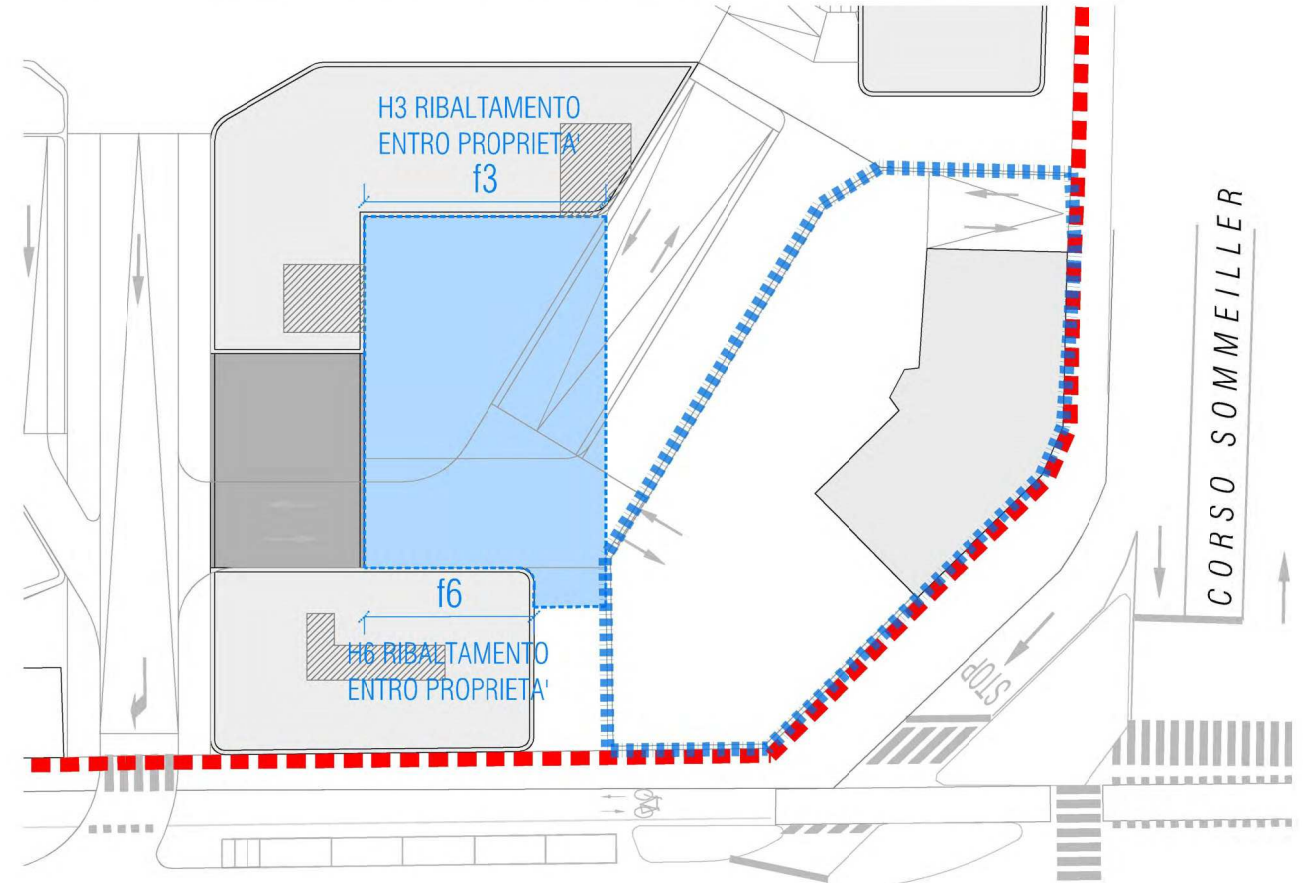 H3 RIBALTAMENTO
ENTRO PROPRIETA'
f3
CORSO SOMMEILLER
f6
H6 RIBALTAMENTO
ENTRO PROPRIETA'
STOP